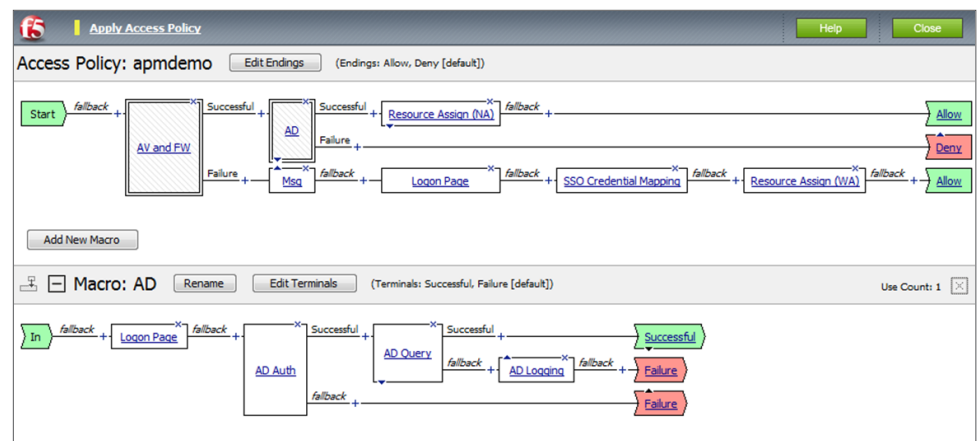 f5 Apply Access Policy Help Close
Access Policy: apmdemo Edit Endings (Endings: Allow, Deny [default])
Start fallback + AV and FW Successful + AD Successful + Resource Assign (NA) fallback + Allow
Failure + Deny
Failure + Msg fallback + Logon Page fallback + SSO Credential Mapping fallback + Resource Assign (WA) fallback + Allow
Add New Macro
Macro: AD Rename Edit Terminals (Terminals: Successful, Failure [default]) Use Count: 1
In fallback + Logon Page fallback + AD Auth Successful + AD Query Successful + Successful
fallback + AD Logging fallback + Failure
fallback + Failure